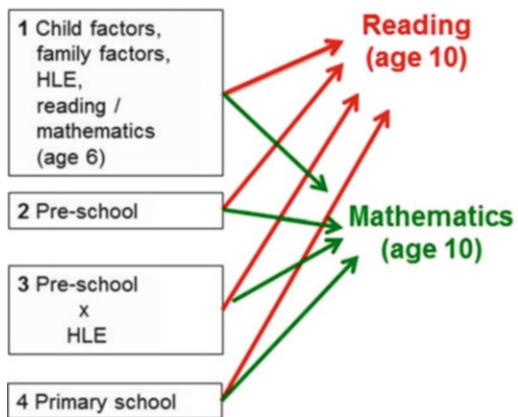 1 Child factors,
family factors,
HLE,
reading /
mathematics
(age 6)
2 Pre-school
3 Pre-school
x
HLE
4 Primary school
Reading
(age 10)
Mathematics
(age 10)